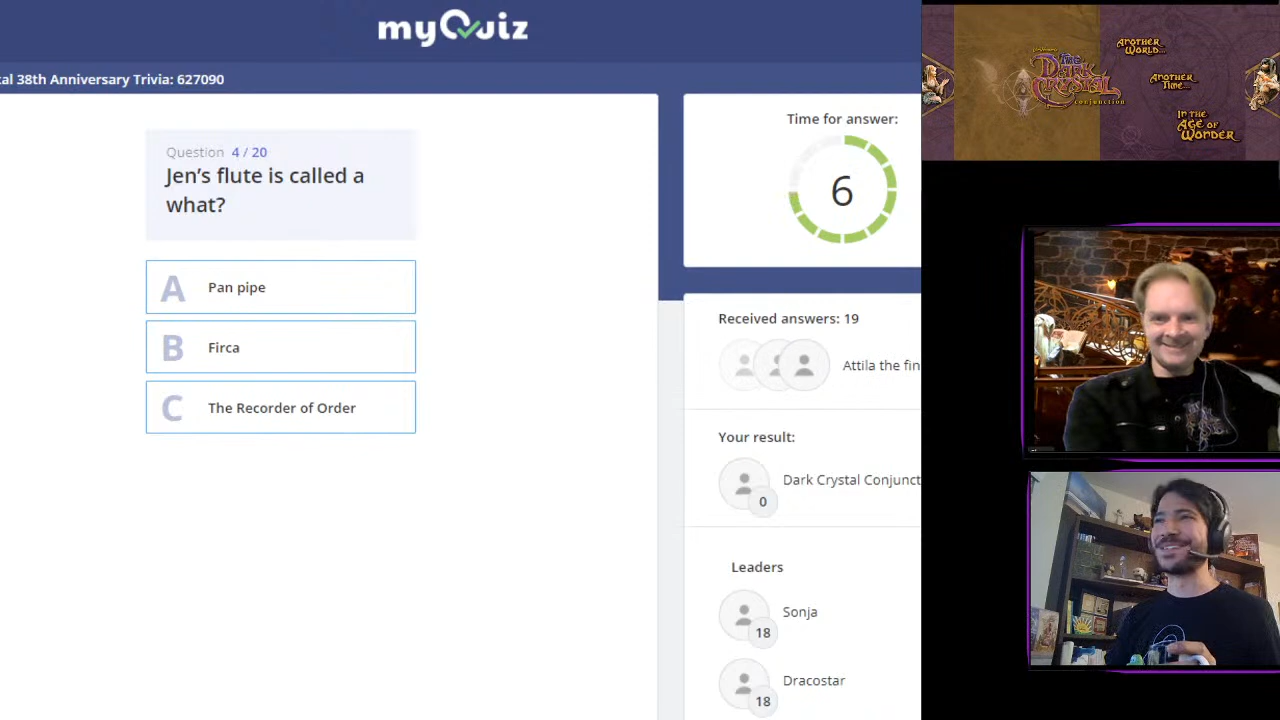 myQuiz
cal 38th Anniversary Trivia: 627090
Question 4 / 20
Jen's flute is called a
what?
A Pan pipe
B Firca
C The Recorder of Order
Time for answer:
6
Received answers: 19
Attila the fin
Your result:
Dark Crystal Conjunct
0
Leaders
Sonja
18
Dracostar
18
The
Dark
Crystal
conjunction
Another
World...
Another
Time...
In the
Age of
Wonder